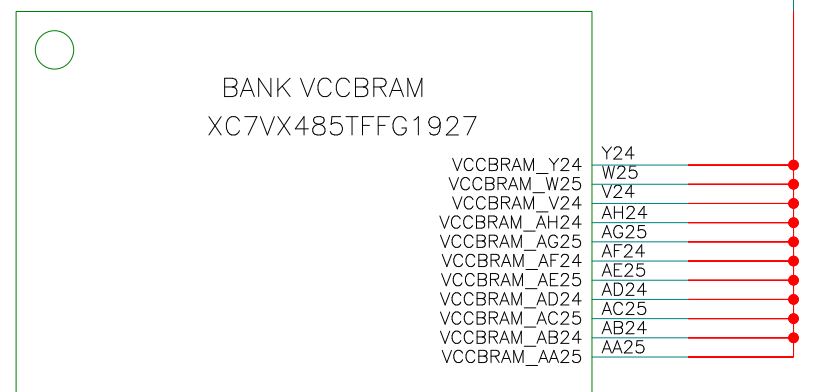 BANK VCCBRAM
XC7VX485TFFG1927
VCCBRAM_Y24 Y24
VCCBRAM_W25 W25
VCCBRAM_V24 V24
VCCBRAM_AH24 AH24
VCCBRAM_AG25 AG25
VCCBRAM_AF24 AF24
VCCBRAM_AE25 AE25
VCCBRAM_AD24 AD24
VCCBRAM_AC25 AC25
VCCBRAM_AB24 AB24
VCCBRAM_AA25 AA25